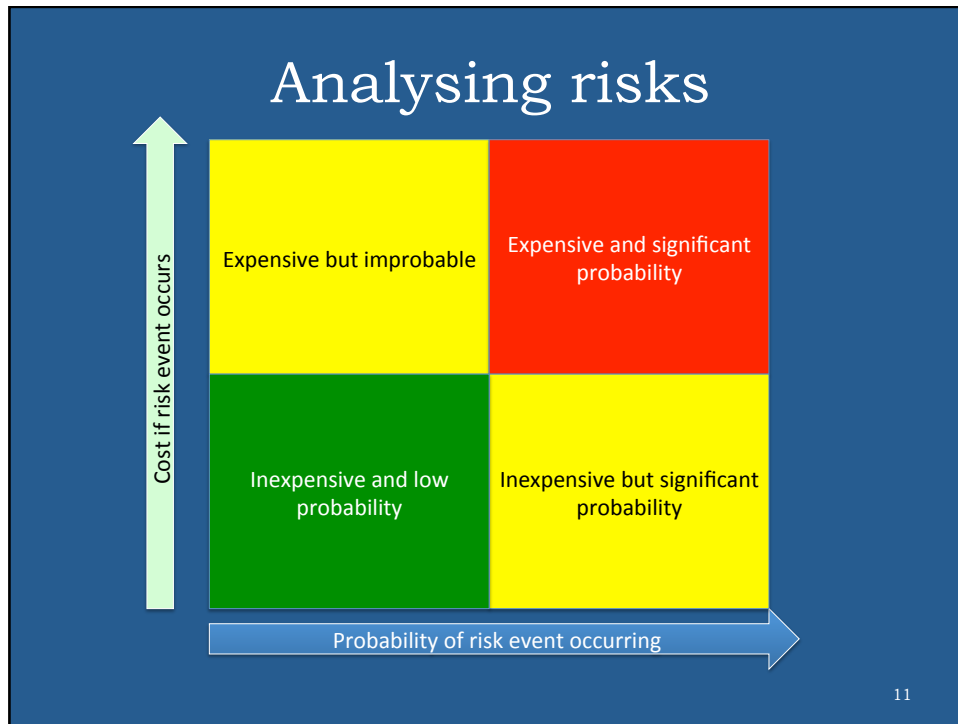 Analysing risks
Cost if risk event occurs
Expensive but improbable
Expensive and significant
probability
Inexpensive and low
probability
Inexpensive but significant
probability
Probability of risk event occurring
11